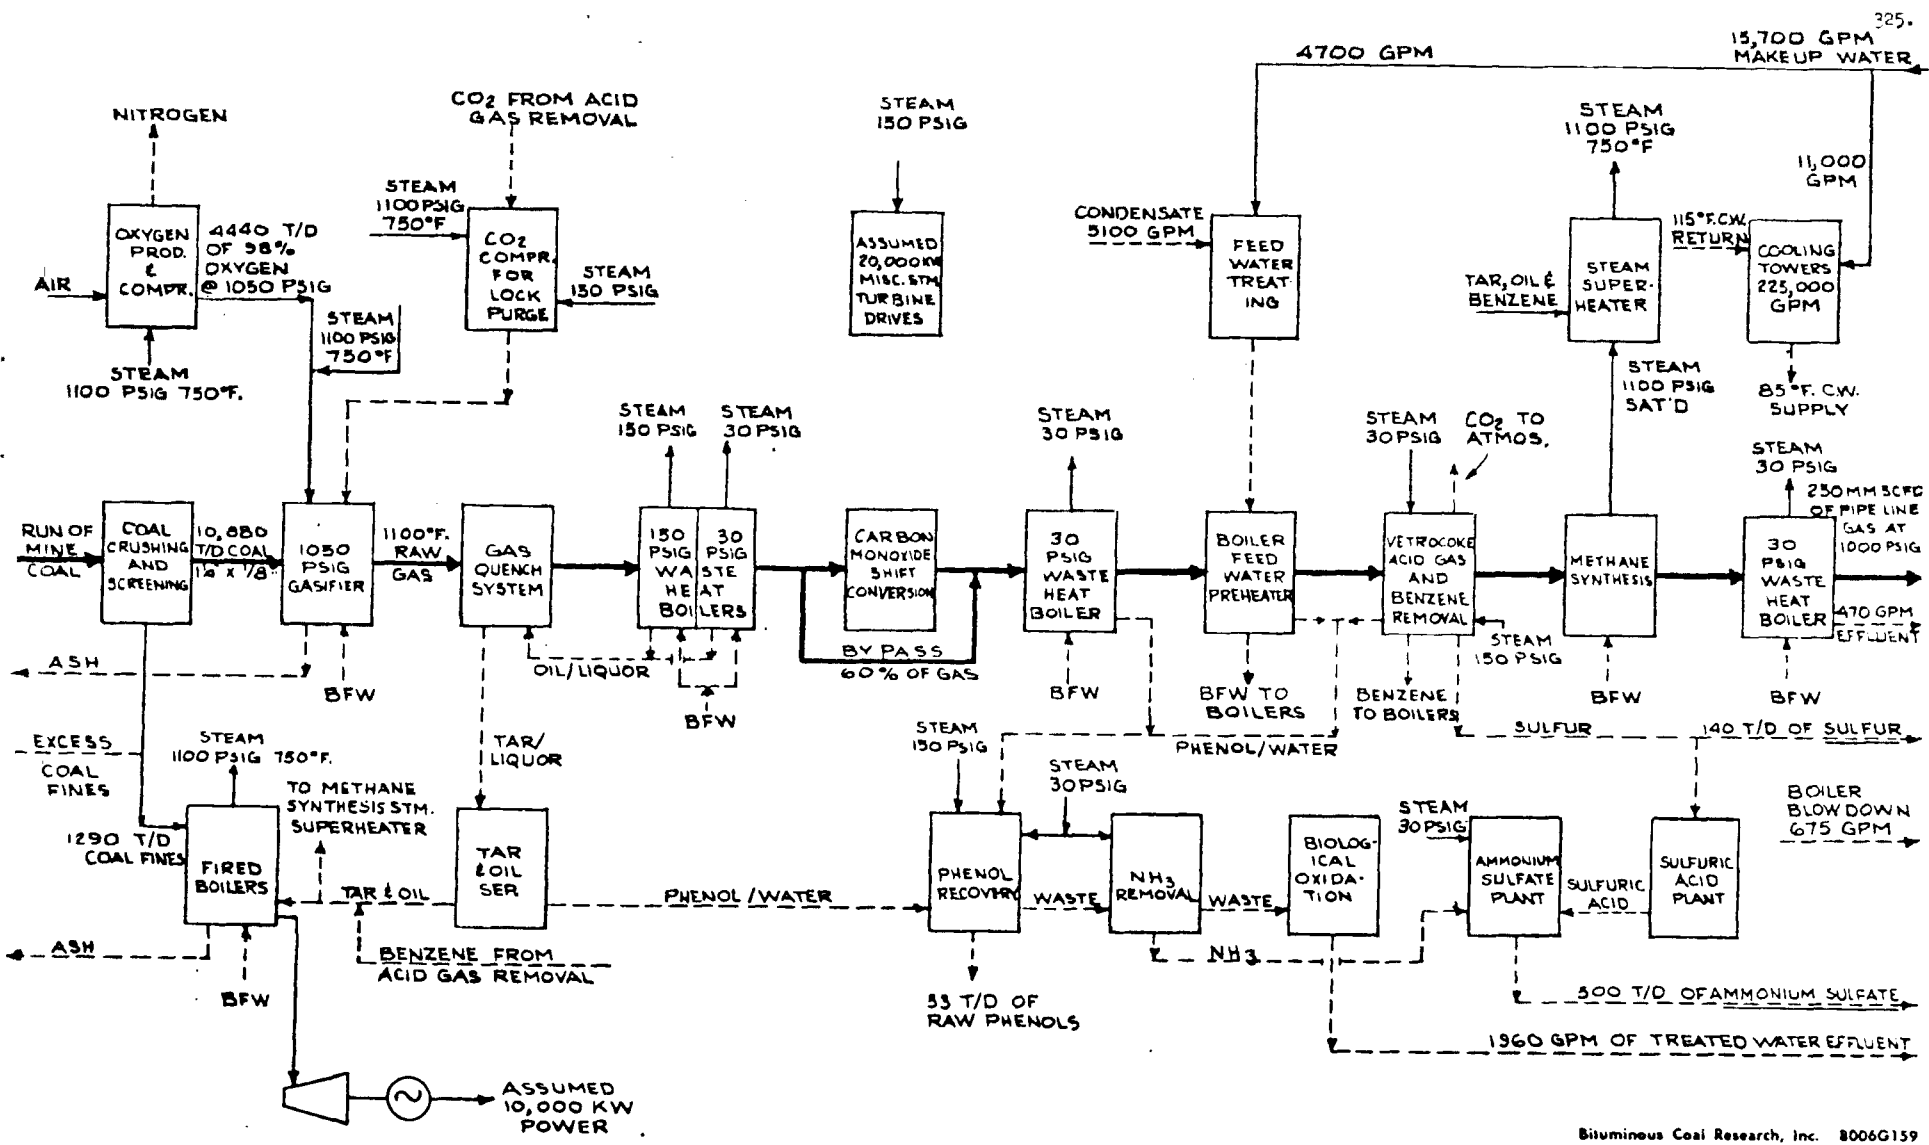 325.
15,700 GPM
MAKEUP WATER
4700 GPM
NITROGEN
CO2 FROM ACID
GAS REMOVAL
STEAM
150 PSIG
STEAM
1100 PSIG
750°F
11,000
GPM
STEAM
1100 PSIG
750°F
4440 T/D
OF 98%
OXYGEN
@ 1050 PSIG
OXYGEN
PROD.
&
COMPR.
AIR
STEAM
1100 PSIG 750°F.
STEAM
1100 PSIG
750°F
CO2
COMPR.
FOR
LOCK
PURGE
STEAM
150 PSIG
ASSUMED
20,000 KW
MISC. STM.
TURBINE
DRIVES
CONDENSATE
5100 GPM
FEED
WATER
TREAT-
ING
TAR, OIL &
BENZENE
STEAM
SUPER-
HEATER
115°F. C.W.
RETURN
COOLING
TOWERS
225,000
GPM
STEAM
1100 PSIG
SAT'D
85°F. C.W.
SUPPLY
STEAM
150 PSIG
STEAM
30 PSIG
STEAM
30 PSIG
STEAM
30 PSIG
CO2 TO
ATMOS.
STEAM
30 PSIG
250 MM SCFD
OF PIPE LINE
GAS AT
1000 PSIG
RUN OF
MINE
COAL
COAL
CRUSHING
AND
SCREENING
10,880
T/D COAL
1050
PSIG
GASIFIER
1100°F.
RAW
GAS
GAS
QUENCH
SYSTEM
150 30
PSIG PSIG
WASTE
HEAT
BOILERS
CARBON
MONOXIDE
SHIFT
CONVERSION
30
PSIG
WASTE
HEAT
BOILER
BOILER
FEED
WATER
PREHEATER
VETROCOKE
ACID GAS
AND
BENZENE
REMOVAL
METHANE
SYNTHESIS
30
PSIG
WASTE
HEAT
BOILER
470 GPM
EFFLUENT
ASH
BFW
OIL/LIQUOR
BFW
BY PASS
60% OF GAS
BFW
BFW TO
BOILERS
BENZENE
TO BOILERS
STEAM
150 PSIG
BFW
BFW
EXCESS
COAL
FINES
STEAM
1100 PSIG 750°F.
TO METHANE
SYNTHESIS STM.
SUPERHEATER
TAR/
LIQUOR
STEAM
150 PSIG
STEAM
30 PSIG
PHENOL/WATER
SULFUR
140 T/D OF SULFUR
BOILER
BLOW DOWN
675 GPM
1290 T/D
COAL FINES
FIRED
BOILERS
TAR & OIL
TAR
& OIL
SEP.
PHENOL/WATER
PHENOL
RECOVERY
WASTE
NH3
REMOVAL
WASTE
BIOLOG-
ICAL
OXIDA-
TION
STEAM
30 PSIG
AMMONIUM
SULFATE
PLANT
SULFURIC
ACID
SULFURIC
ACID
PLANT
ASH
BFW
BENZENE FROM
ACID GAS REMOVAL
NH3
53 T/D OF
RAW PHENOLS
500 T/D OF AMMONIUM SULFATE
1960 GPM OF TREATED WATER EFFLUENT
ASSUMED
10,000 KW
POWER
Bituminous Coal Research, Inc. 8006G159